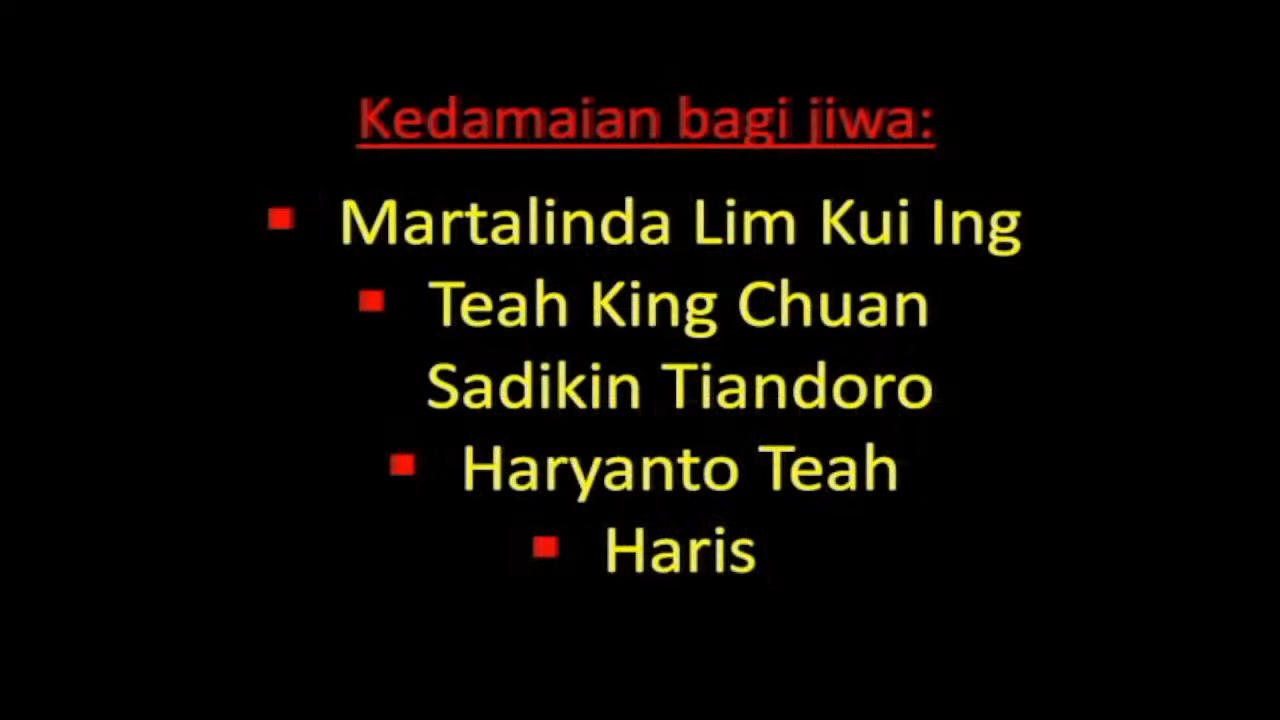 Kedamaian bagi jiwa:
▪ Martalinda Lim Kui Ing
▪ Teah King Chuan
Sadikin Tiandoro
▪ Haryanto Teah
▪ Haris